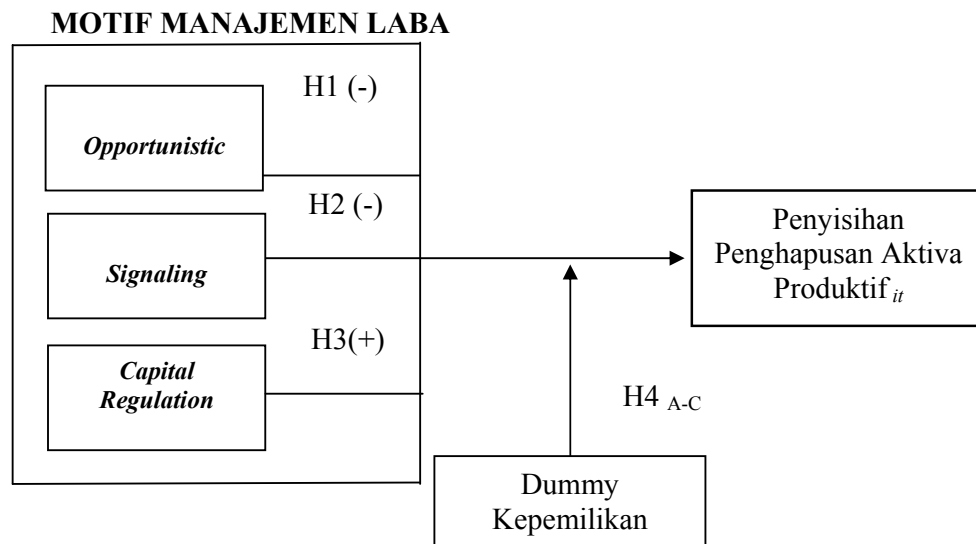 MOTIF MANAJEMEN LABA
H1 (-)
Opportunistic
H2 (-)
Signaling
H3(+)
Capital
Regulation
Penyisihan
Penghapusan Aktiva
Produktif it
H4 A-C
Dummy
Kepemilikan